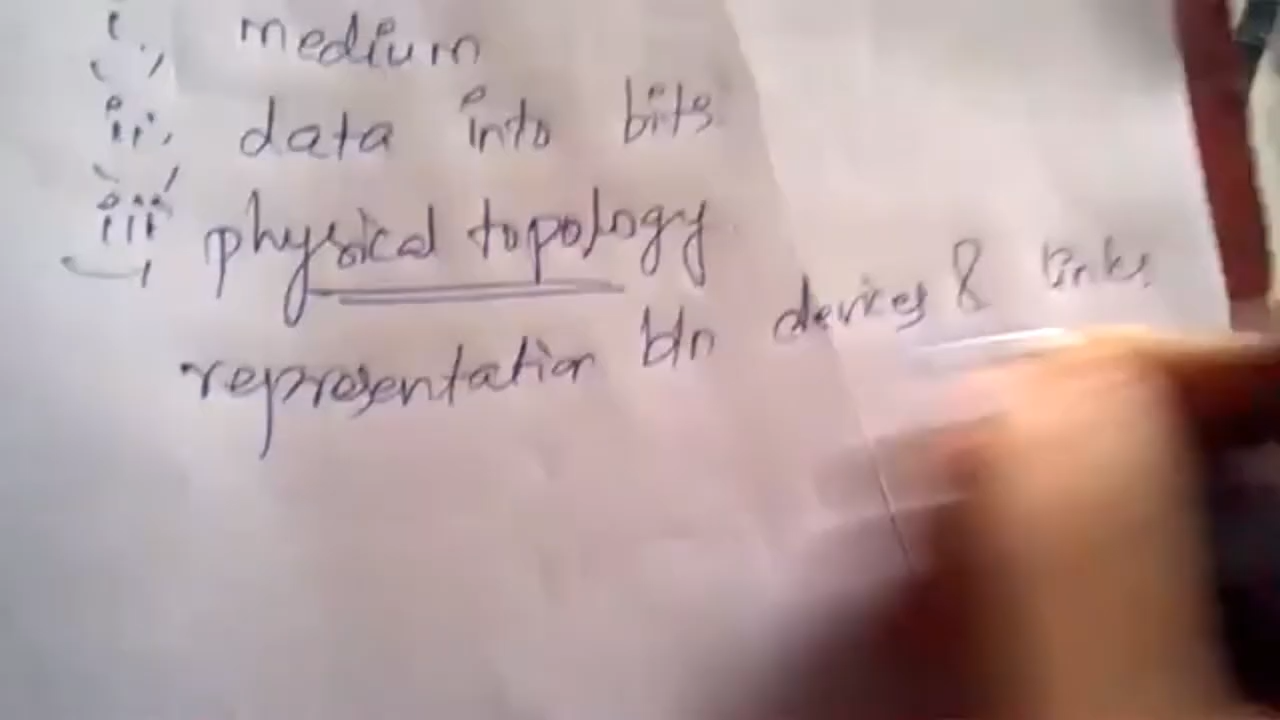 i. medium
ii. data into bits
iii physical topology
representation b/n devices & links